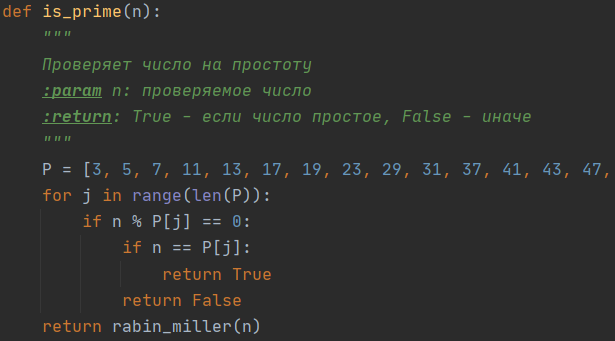 def is_prime(n):
    """
    Проверяет число на простоту
    :param n: проверяемое число
    :return: True - если число простое, False - иначе
    """
    P = [3, 5, 7, 11, 13, 17, 19, 23, 29, 31, 37, 41, 43, 47,
    for j in range(len(P)):
        if n % P[j] == 0:
            if n == P[j]:
                return True
            return False
    return rabin_miller(n)